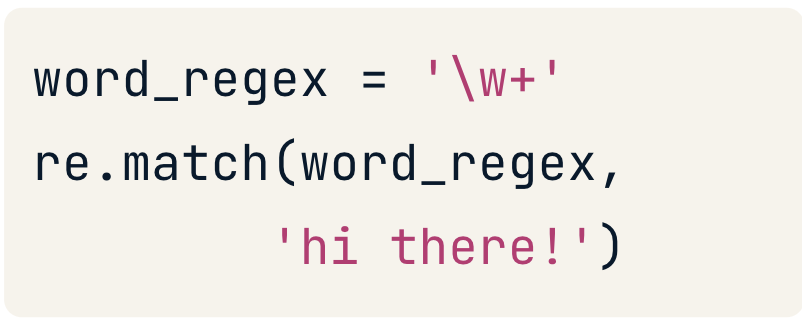 word_regex = '\w+'
re.match(word_regex,
         'hi there!')